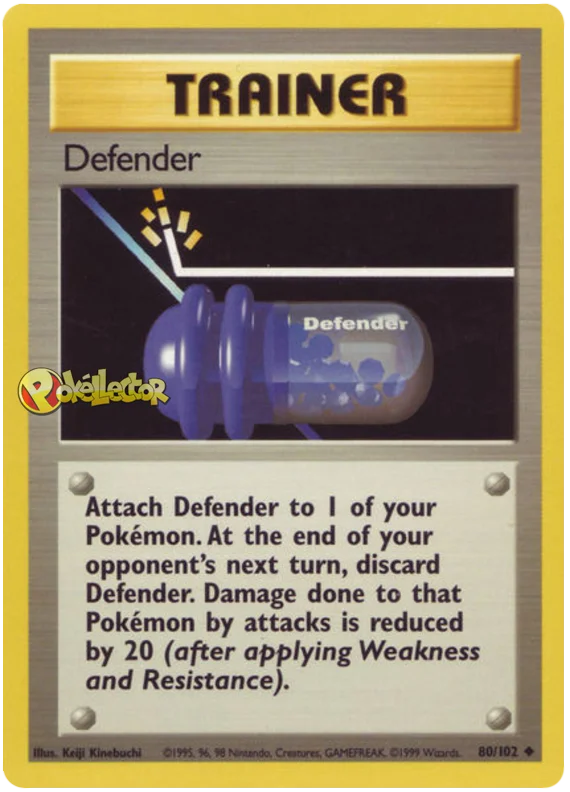 TRAINER
Defender
Defender
PokéLLector
Attach Defender to 1 of your
Pokémon. At the end of your
opponent's next turn, discard
Defender. Damage done to that
Pokémon by attacks is reduced
by 20 (after applying Weakness
and Resistance).
Illus. Keiji Kinebuchi ©1995, 96, 98 Nintendo, Creatures, GAMEFREAK. ©1999 Wizards. 80/102 ◆